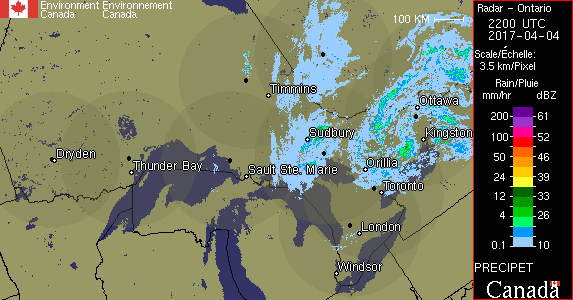 Environment Environnement
Canada Canada
100 KM
Timmins
Ottawa
Sudbury
Kingston
Dryden
Thunder Bay
Sault Ste. Marie
Orillia
Toronto
London
Windsor
Radar - Ontario
2200 UTC
2017-04-04
Scale/Échelle:
3.5 km/Pixel
Rain/Pluie
mm/hr dBZ
200 61
100 52
50 46
24 39
12 33
4 26
1 18
0.1 10
PRECIPET
Canada